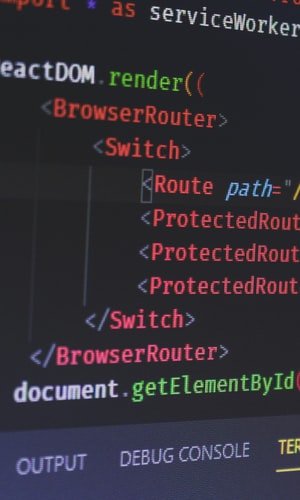 mport * as serviceWorker
eactDOM.render((
<BrowserRouter>
<Switch>
<Route path="/
<ProtectedRout
<ProtectedRout
<ProtectedRout
</Switch>
</BrowserRouter>
document.getElementById(
OUTPUT DEBUG CONSOLE TER